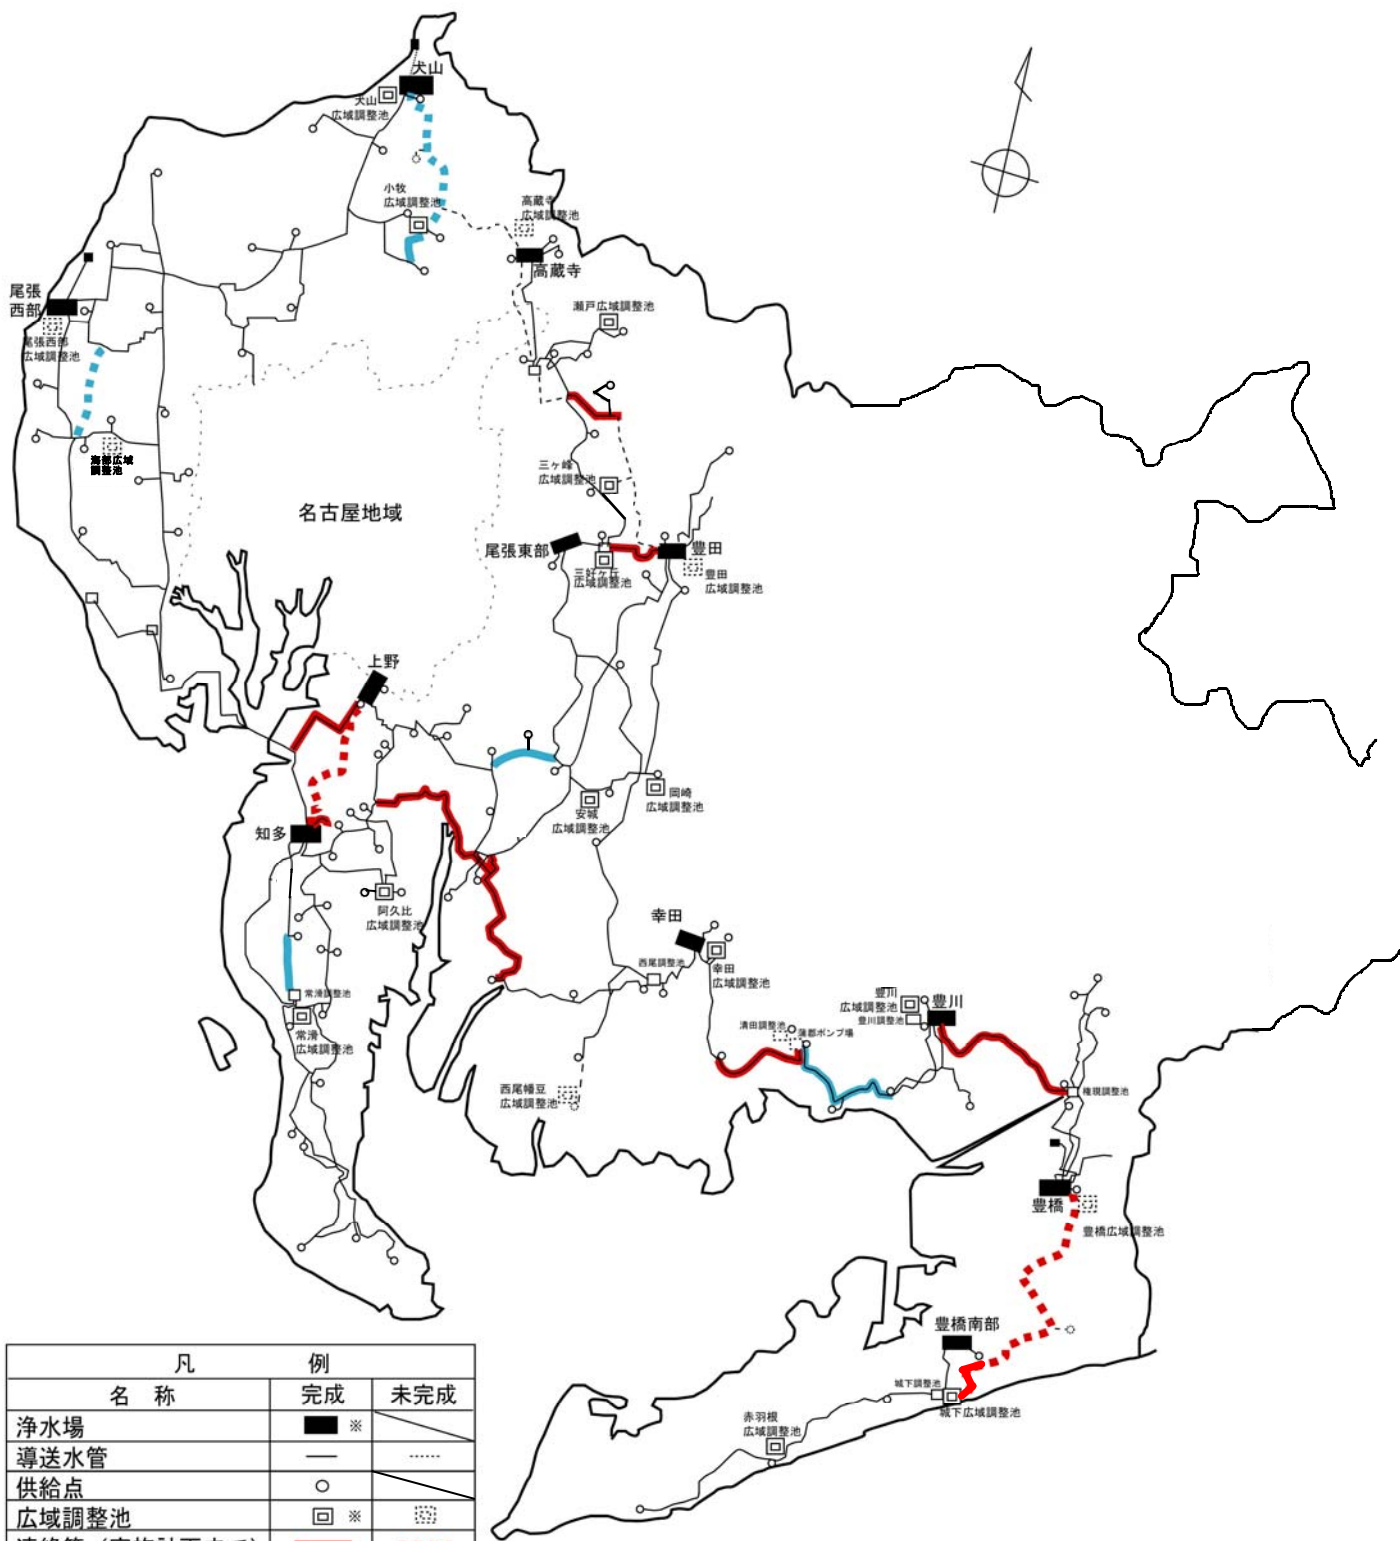 犬山
犬山
広域調整池
小牧
広域調整池
高蔵寺
広域調整池
高蔵寺
尾張
西部
尾張西部
広域調整池
瀬戸広域調整池
海部広域
調整池
三ヶ峰
広域調整池
名古屋地域
尾張東部
豊田
三好ヶ丘
広域調整池
豊田
広域調整池
上野
岡崎
広域調整池
安城
広域調整池
知多
阿久比
広域調整池
幸田
西尾調整池
幸田
広域調整池
常滑調整池
常滑
広域調整池
豊川
広域調整池
豊川
豊川調整池
清田調整池
蒲郡ポンプ場
西尾幡豆
広域調整池
権現調整池
豊橋
豊橋広域調整池
豊橋南部
城下調整池
城下広域調整池
赤羽根
広域調整池
凡 例
名 称 完成 未完成
浄水場 ※
導送水管
供給点
広域調整池 ※